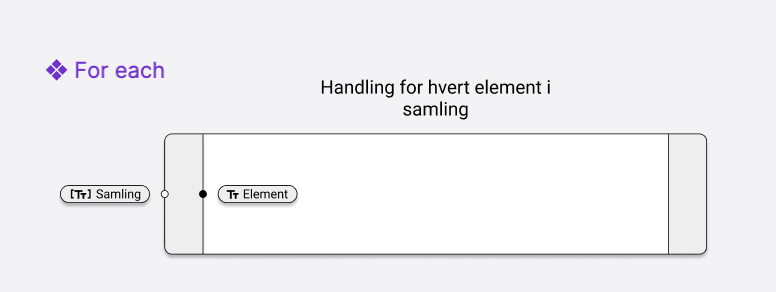 For each
Handling for hvert element i
samling
[Tт] Samling
Tт Element